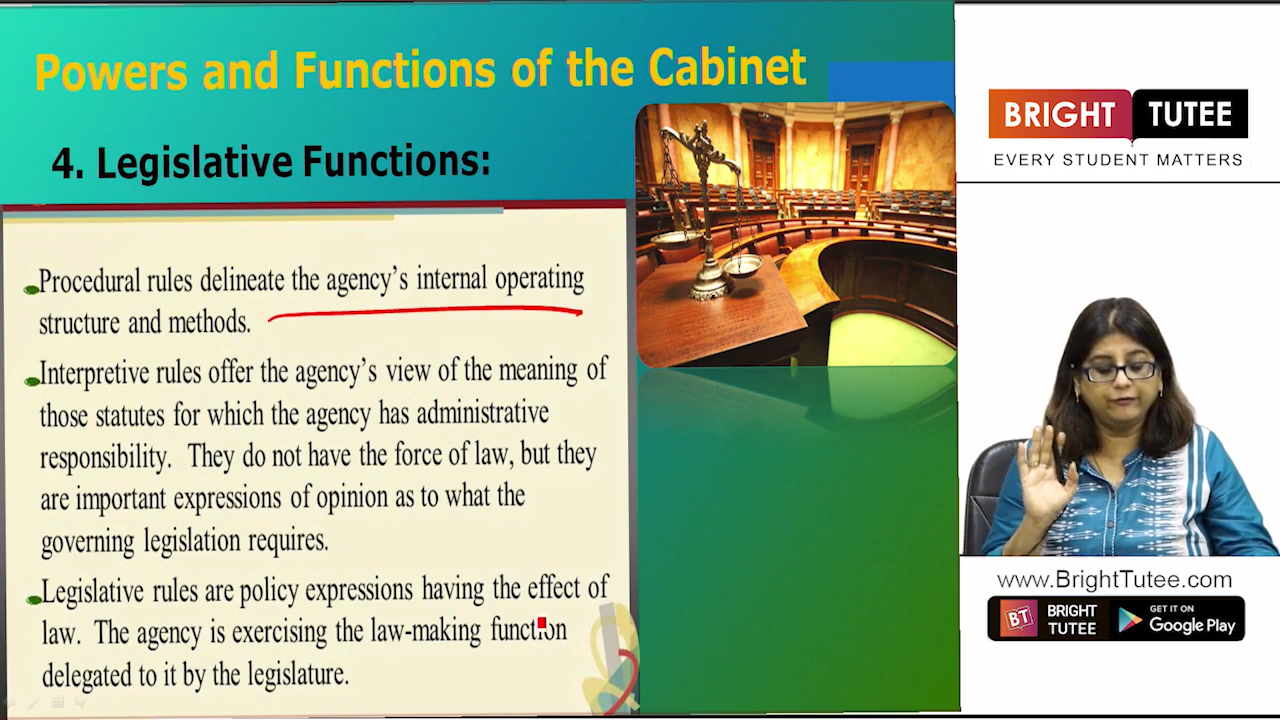 Powers and Functions of the Cabinet
4. Legislative Functions:
Procedural rules delineate the agency's internal operating
structure and methods.
Interpretive rules offer the agency's view of the meaning of
those statutes for which the agency has administrative
responsibility. They do not have the force of law, but they
are important expressions of opinion as to what the
governing legislation requires.
Legislative rules are policy expressions having the effect of
law. The agency is exercising the law-making function
delegated to it by the legislature.
BRIGHT TUTEE
EVERY STUDENT MATTERS
www.BrightTutee.com
BT
BRIGHT
TUTEE
GET IT ON
Google Play